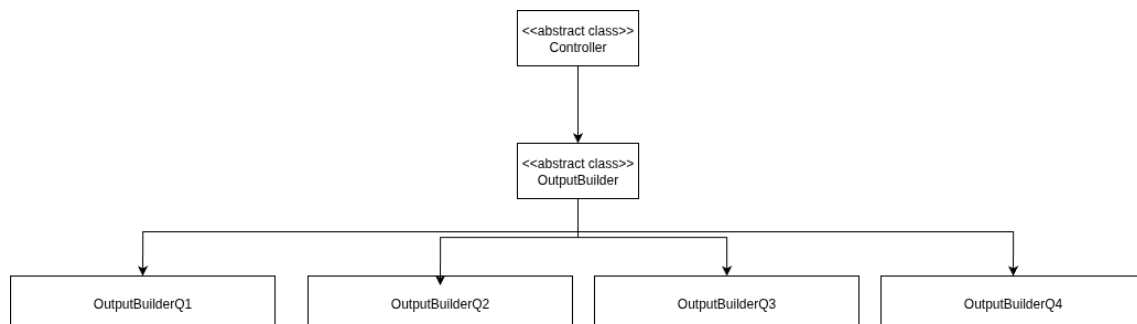 <<abstract class>>
Controller
<<abstract class>>
OutputBuilder
OutputBuilderQ1
OutputBuilderQ2
OutputBuilderQ3
OutputBuilderQ4